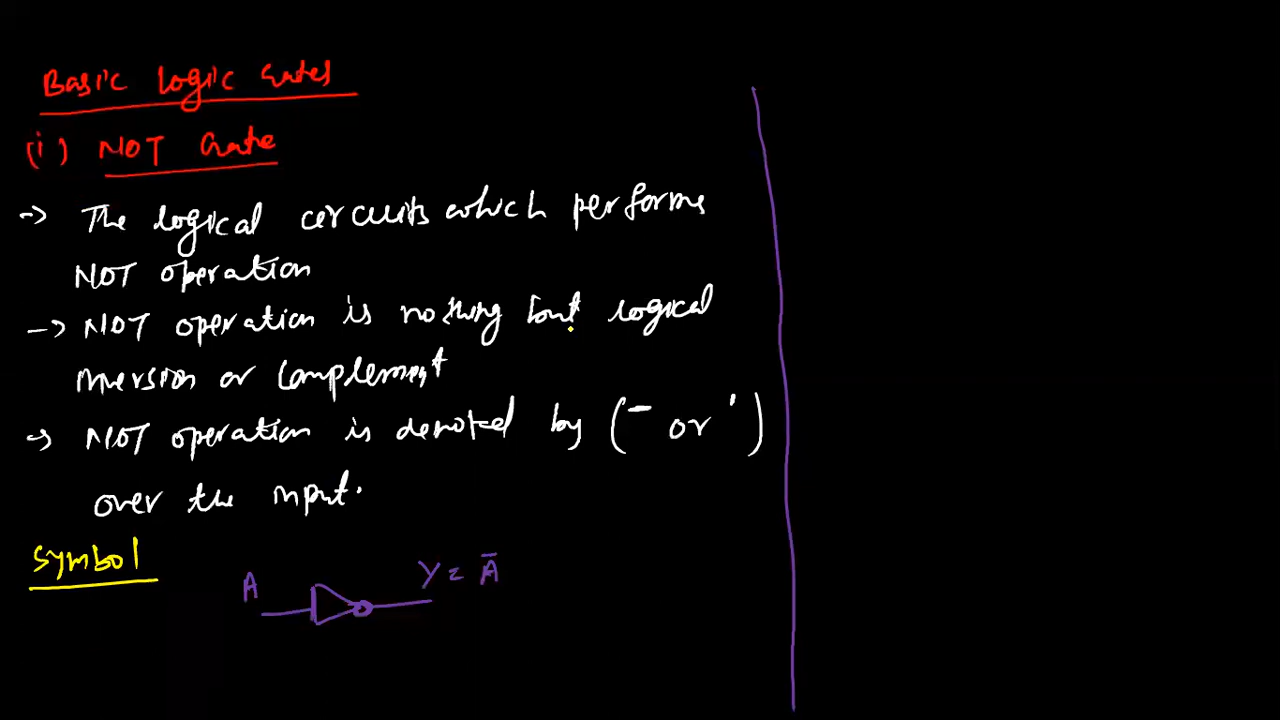 Basic Logic Gates
(i) NOT Gate
-> The logical circuits which performs
NOT operation
-> NOT operation is nothing but logical
inversion or complement
-> NOT operation is denoted by (‾ or ')
over the input.
Symbol
A Y = A̅